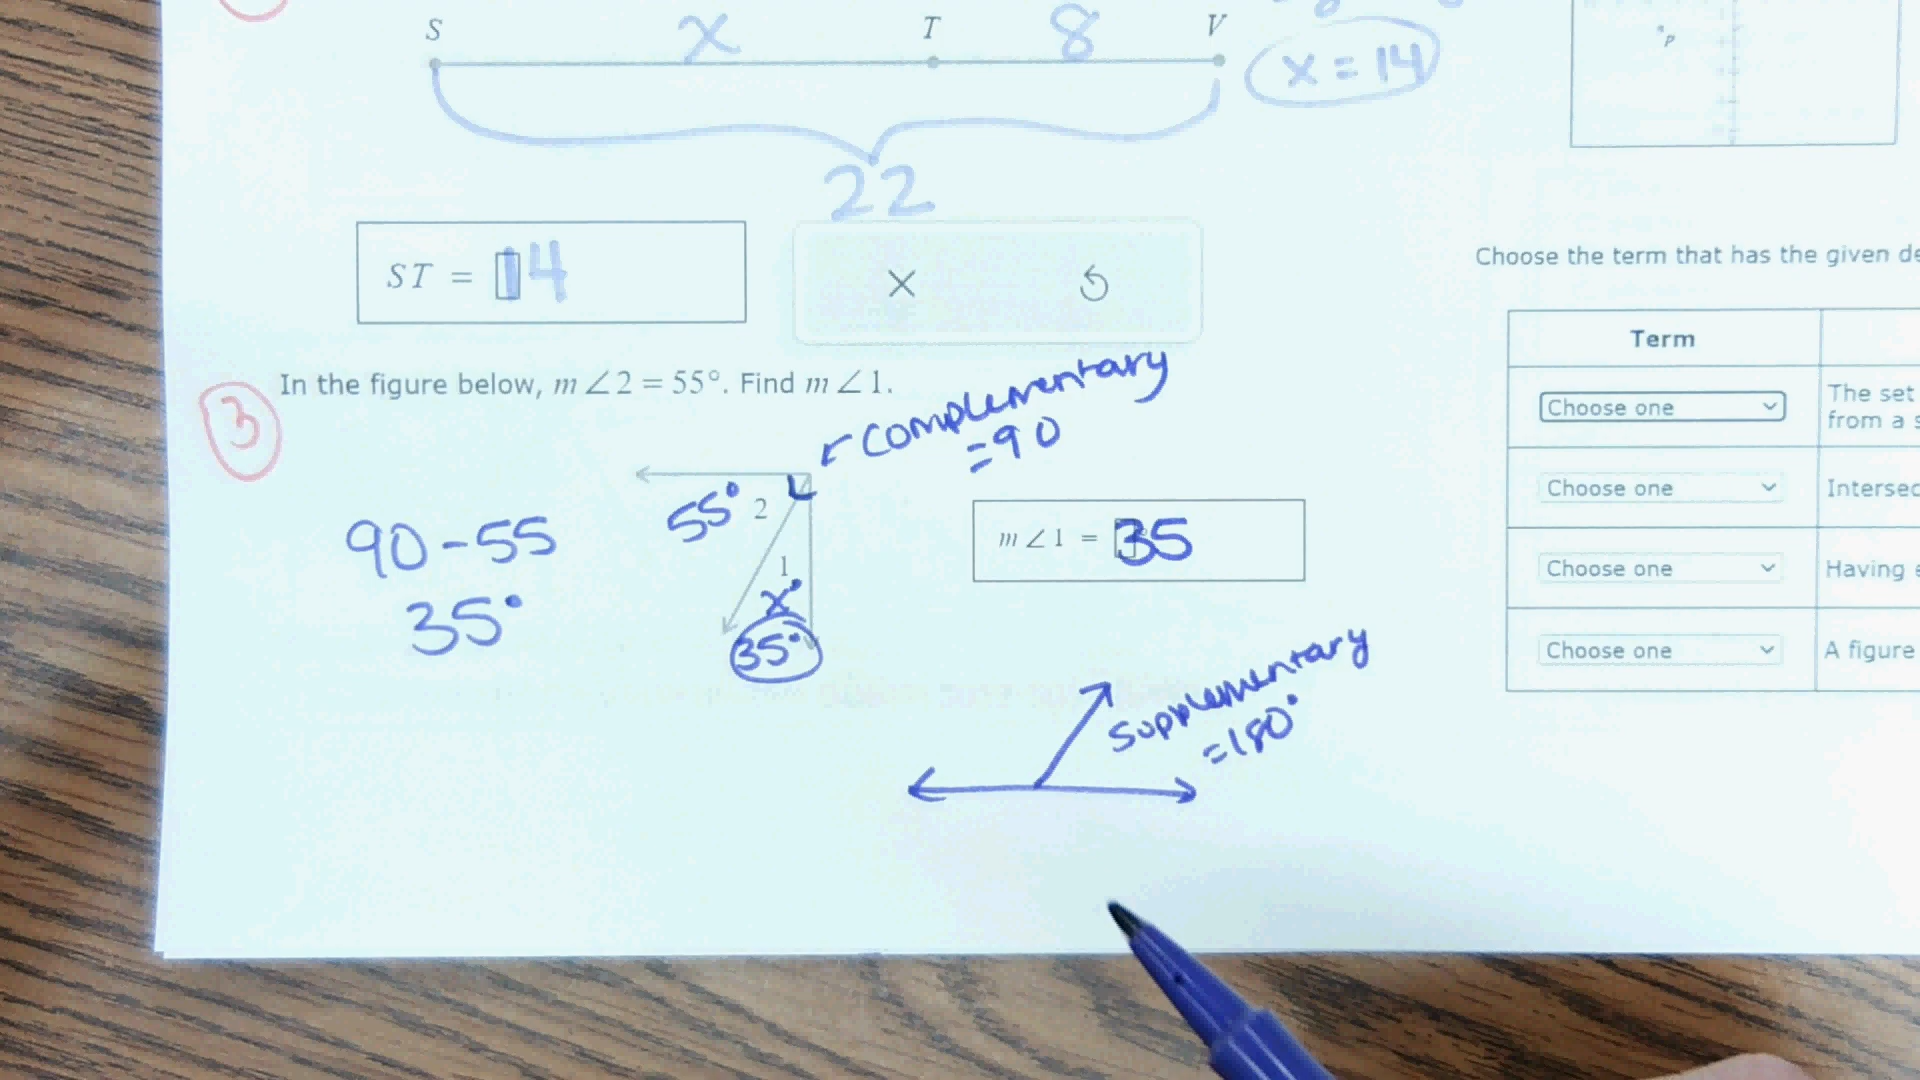 S x T 8 V
x = 14
22
P
ST = 14
× 
Choose the term that has the given
Term
Choose one The set
from a
Choose one
Choose one Having
Choose one A figure
3
In the figure below, m∠2 = 55°. Find m∠1.
complementary
=90
55° 2
1
x°
35°
90-55
35°
m∠1 = 35
Supplementary
=180°